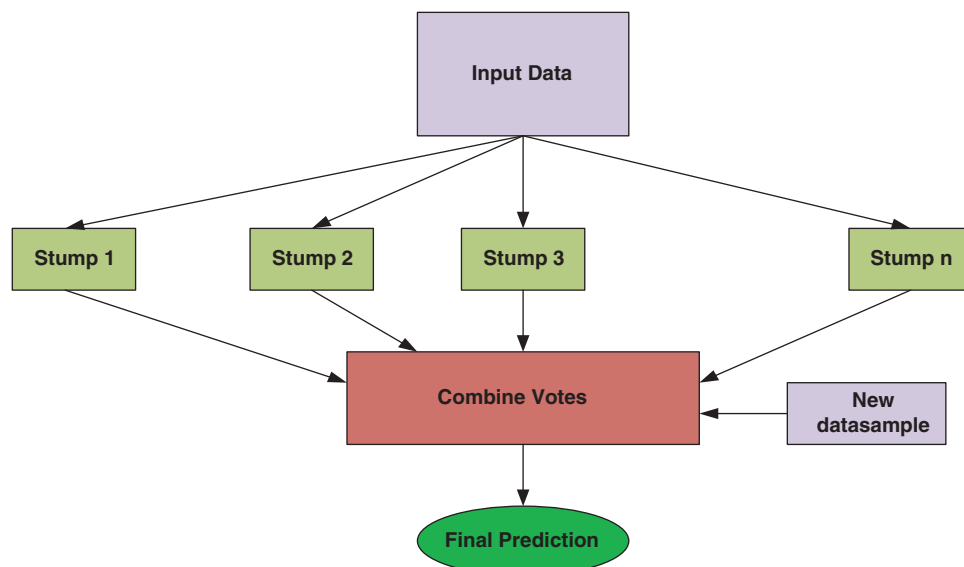 Input Data
Stump 1
Stump 2
Stump 3
Stump n
Combine Votes
New
datasample
Final Prediction